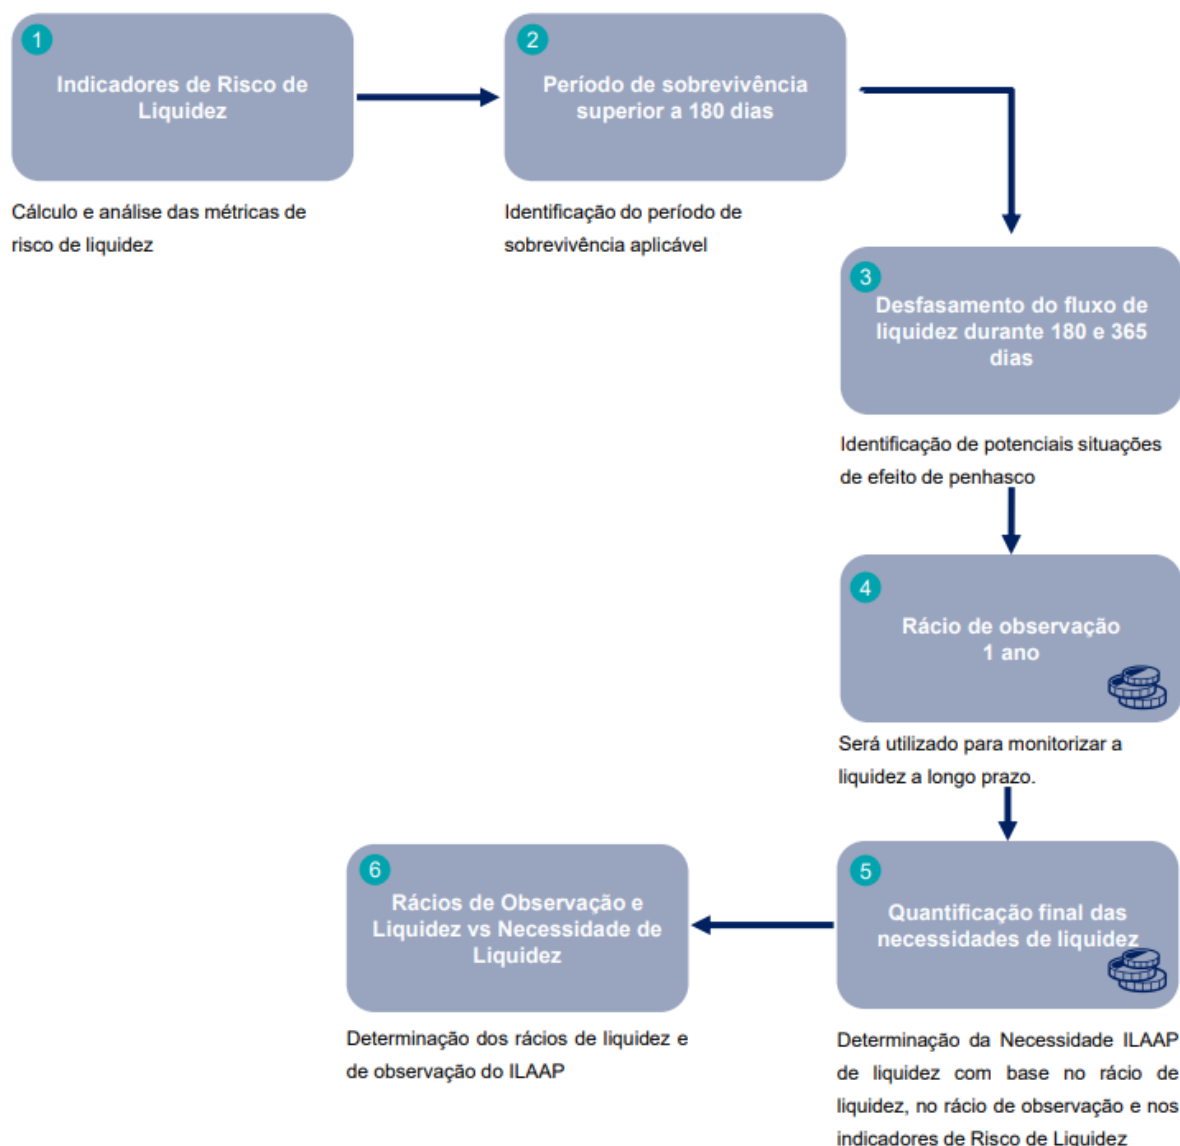 1
Indicadores de Risco de
Liquidez
Cálculo e análise das métricas de
risco de liquidez
2
Período de sobrevivência
superior a 180 dias
Identificação do período de
sobrevivência aplicável
3
Desfasamento do fluxo de
liquidez durante 180 e 365
dias
Identificação de potenciais situações
de efeito de penhasco
4
Rácio de observação
1 ano
Será utilizado para monitorizar a
liquidez a longo prazo.
5
Quantificação final das
necessidades de liquidez
Determinação da Necessidade ILAAP
de liquidez com base no rácio de
liquidez, no rácio de observação e nos
indicadores de Risco de Liquidez
6
Rácios de Observação e
Liquidez vs Necessidade de
Liquidez
Determinação dos rácios de liquidez e
de observação do ILAAP